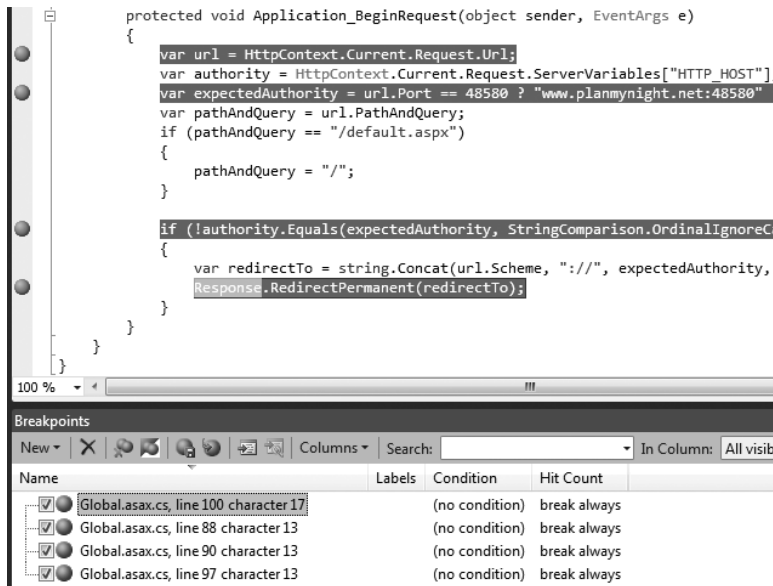 protected void Application_BeginRequest(object sender, EventArgs e)
{
var url = HttpContext.Current.Request.Url;
var authority = HttpContext.Current.Request.ServerVariables["HTTP_HOST"];
var expectedAuthority = url.Port == 48580 ? "www.planmynight.net:48580"
var pathAndQuery = url.PathAndQuery;
if (pathAndQuery == "/default.aspx")
{
pathAndQuery = "/";
}
if (!authority.Equals(expectedAuthority, StringComparison.OrdinalIgnoreCa
{
var redirectTo = string.Concat(url.Scheme, "://", expectedAuthority,
Response.RedirectPermanent(redirectTo);
}
}
}
}
100 %
Breakpoints
New Columns Search: In Column: All visib
Name Labels Condition Hit Count
Global.asax.cs, line 100 character 17 (no condition) break always
Global.asax.cs, line 88 character 13 (no condition) break always
Global.asax.cs, line 90 character 13 (no condition) break always
Global.asax.cs, line 97 character 13 (no condition) break always